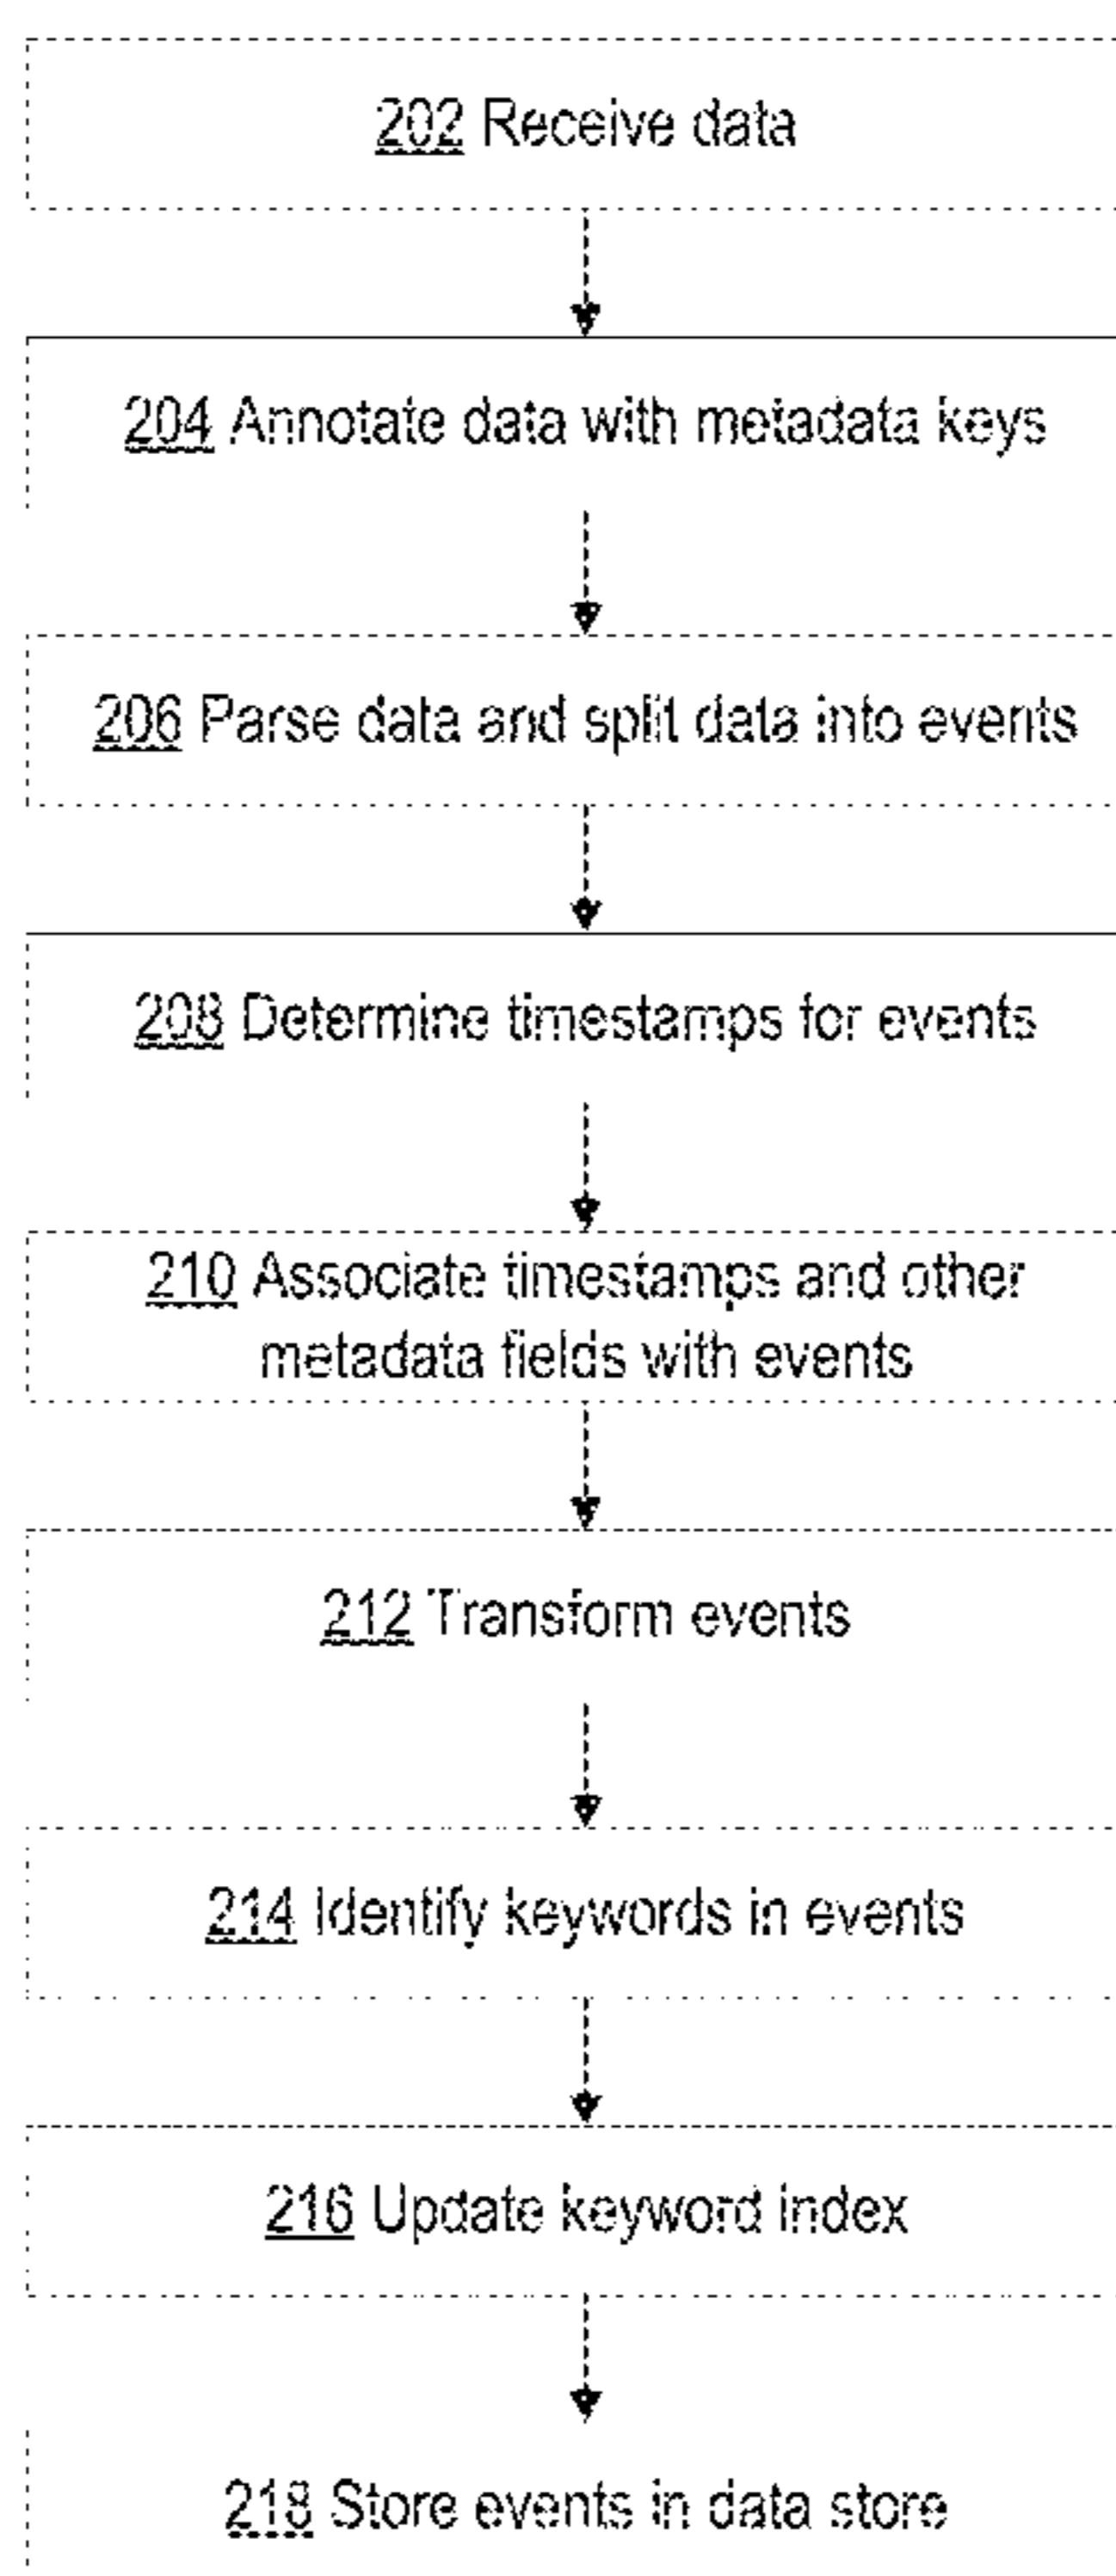 202 Receive data
204 Annotate data with metadata keys
206 Parse data and split data into events
208 Determine timestamps for events
210 Associate timestamps and other
metadata fields with events
212 Transform events
214 Identify keywords in events
216 Update keyword index
218 Store events in data store